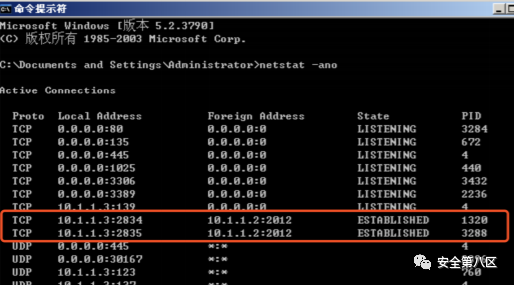 命令提示符
Microsoft Windows [版本 5.2.3790]
(C) 版权所有 1985-2003 Microsoft Corp.
C:\Documents and Settings\Administrator>netstat -ano
Active Connections
Proto Local Address Foreign Address State PID
TCP 0.0.0.0:80 0.0.0.0:0 LISTENING 3284
TCP 0.0.0.0:135 0.0.0.0:0 LISTENING 672
TCP 0.0.0.0:445 0.0.0.0:0 LISTENING 4
TCP 0.0.0.0:1025 0.0.0.0:0 LISTENING 440
TCP 0.0.0.0:3306 0.0.0.0:0 LISTENING 3432
TCP 0.0.0.0:3389 0.0.0.0:0 LISTENING 2236
TCP 10.1.1.3:139 0.0.0.0:0 LISTENING 4
TCP 10.1.1.3:2834 10.1.1.2:2012 ESTABLISHED 1320
TCP 10.1.1.3:2835 10.1.1.2:2012 ESTABLISHED 3288
UDP 0.0.0.0:445 *:* 4
UDP 0.0.0.0:30167 *:*
UDP 10.1.1.3:123 *:* 760
UDP 10.1.1.3:137 *:*
安全第八区